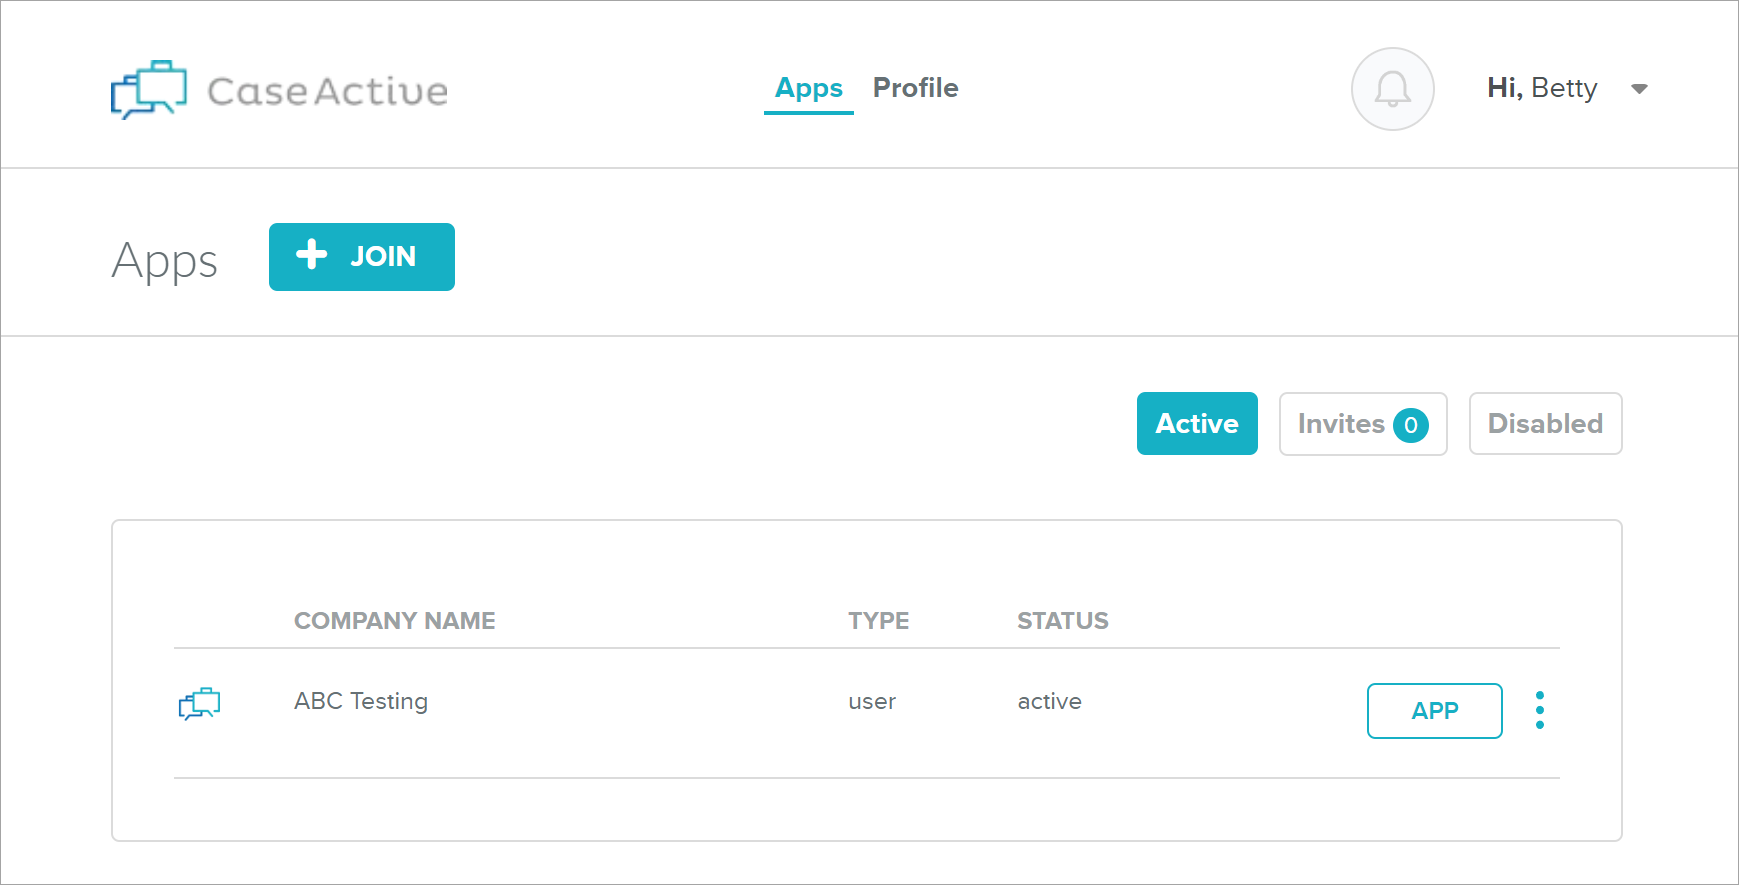 CaseActive
Apps Profile
Hi, Betty
Apps
JOIN
Active Invites 0 Disabled
COMPANY NAME TYPE STATUS
ABC Testing user active APP